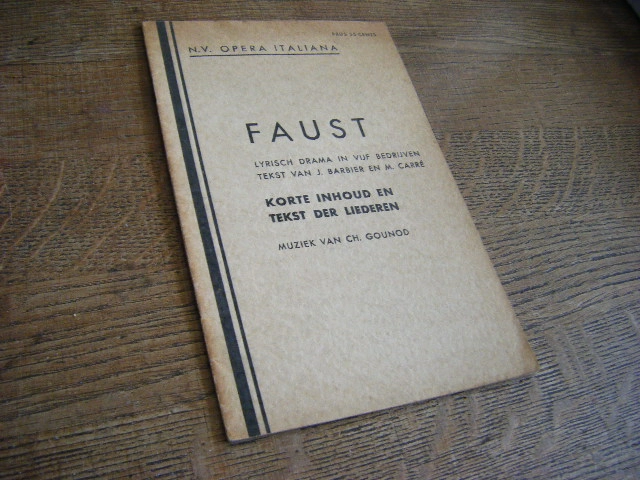 N.V. OPERA ITALIANA
FAUST
LYRISCH DRAMA IN VIJF BEDRIJVEN
TEKST VAN J. BARBIER EN M. CARRÉ
KORTE INHOUD EN
TEKST DER LIEDEREN
MUZIEK VAN CH. GOUNOD